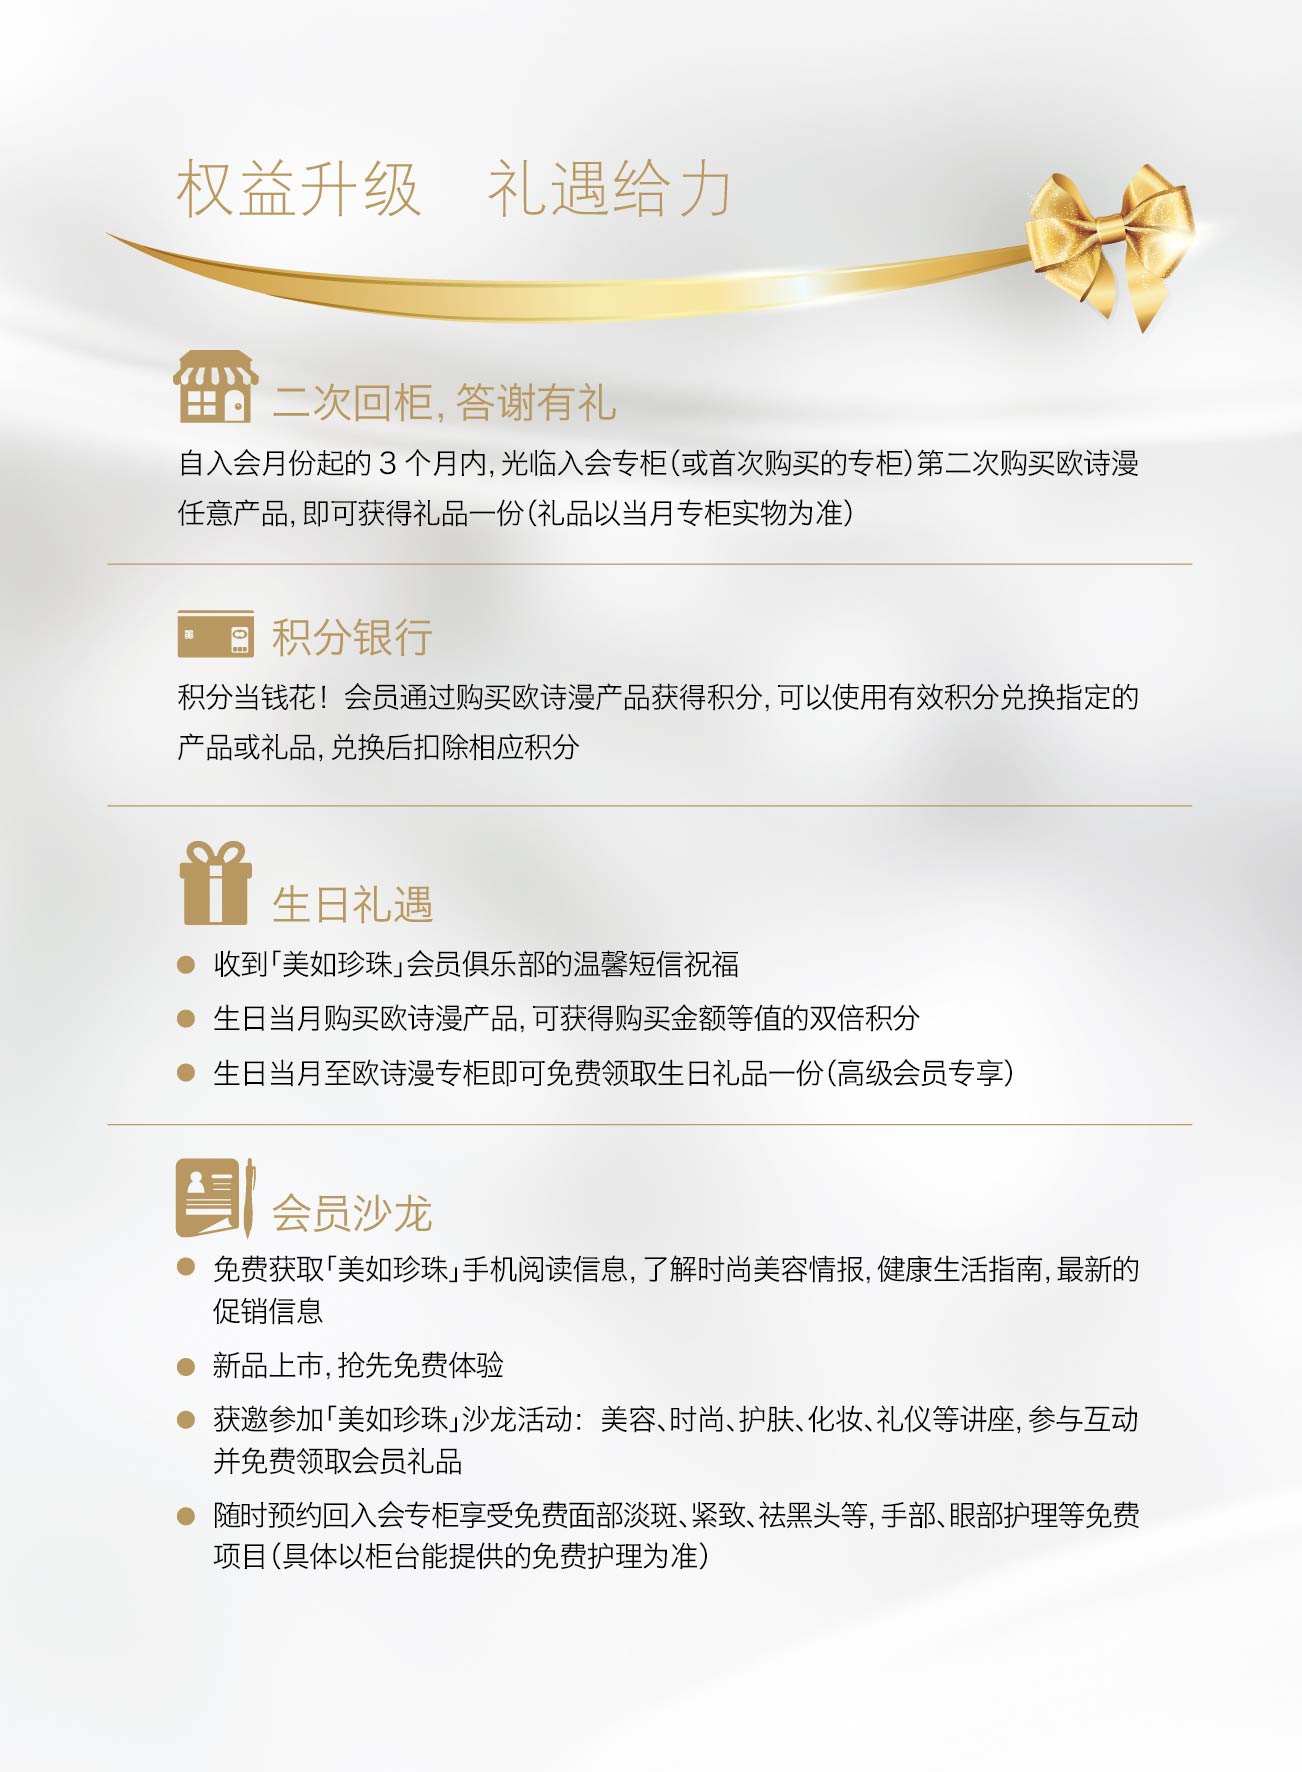 权益升级　礼遇给力
二次回柜，答谢有礼
自入会月份起的 3 个月内，光临入会专柜（或首次购买的专柜）第二次购买欧诗漫
任意产品，即可获得礼品一份（礼品以当月专柜实物为准）
积分银行
积分当钱花！会员通过购买欧诗漫产品获得积分，可以使用有效积分兑换指定的
产品或礼品，兑换后扣除相应积分
生日礼遇
● 收到「美如珍珠」会员俱乐部的温馨短信祝福
● 生日当月购买欧诗漫产品，可获得购买金额等值的双倍积分
● 生日当月至欧诗漫专柜即可免费领取生日礼品一份（高级会员专享）
会员沙龙
● 免费获取「美如珍珠」手机阅读信息，了解时尚美容情报，健康生活指南，最新的
促销信息
● 新品上市，抢先免费体验
● 获邀参加「美如珍珠」沙龙活动：美容、时尚、护肤、化妆、礼仪等讲座，参与互动
并免费领取会员礼品
● 随时预约回入会专柜享受免费面部淡斑、紧致、祛黑头等，手部、眼部护理等免费
项目（具体以柜台能提供的免费护理为准）